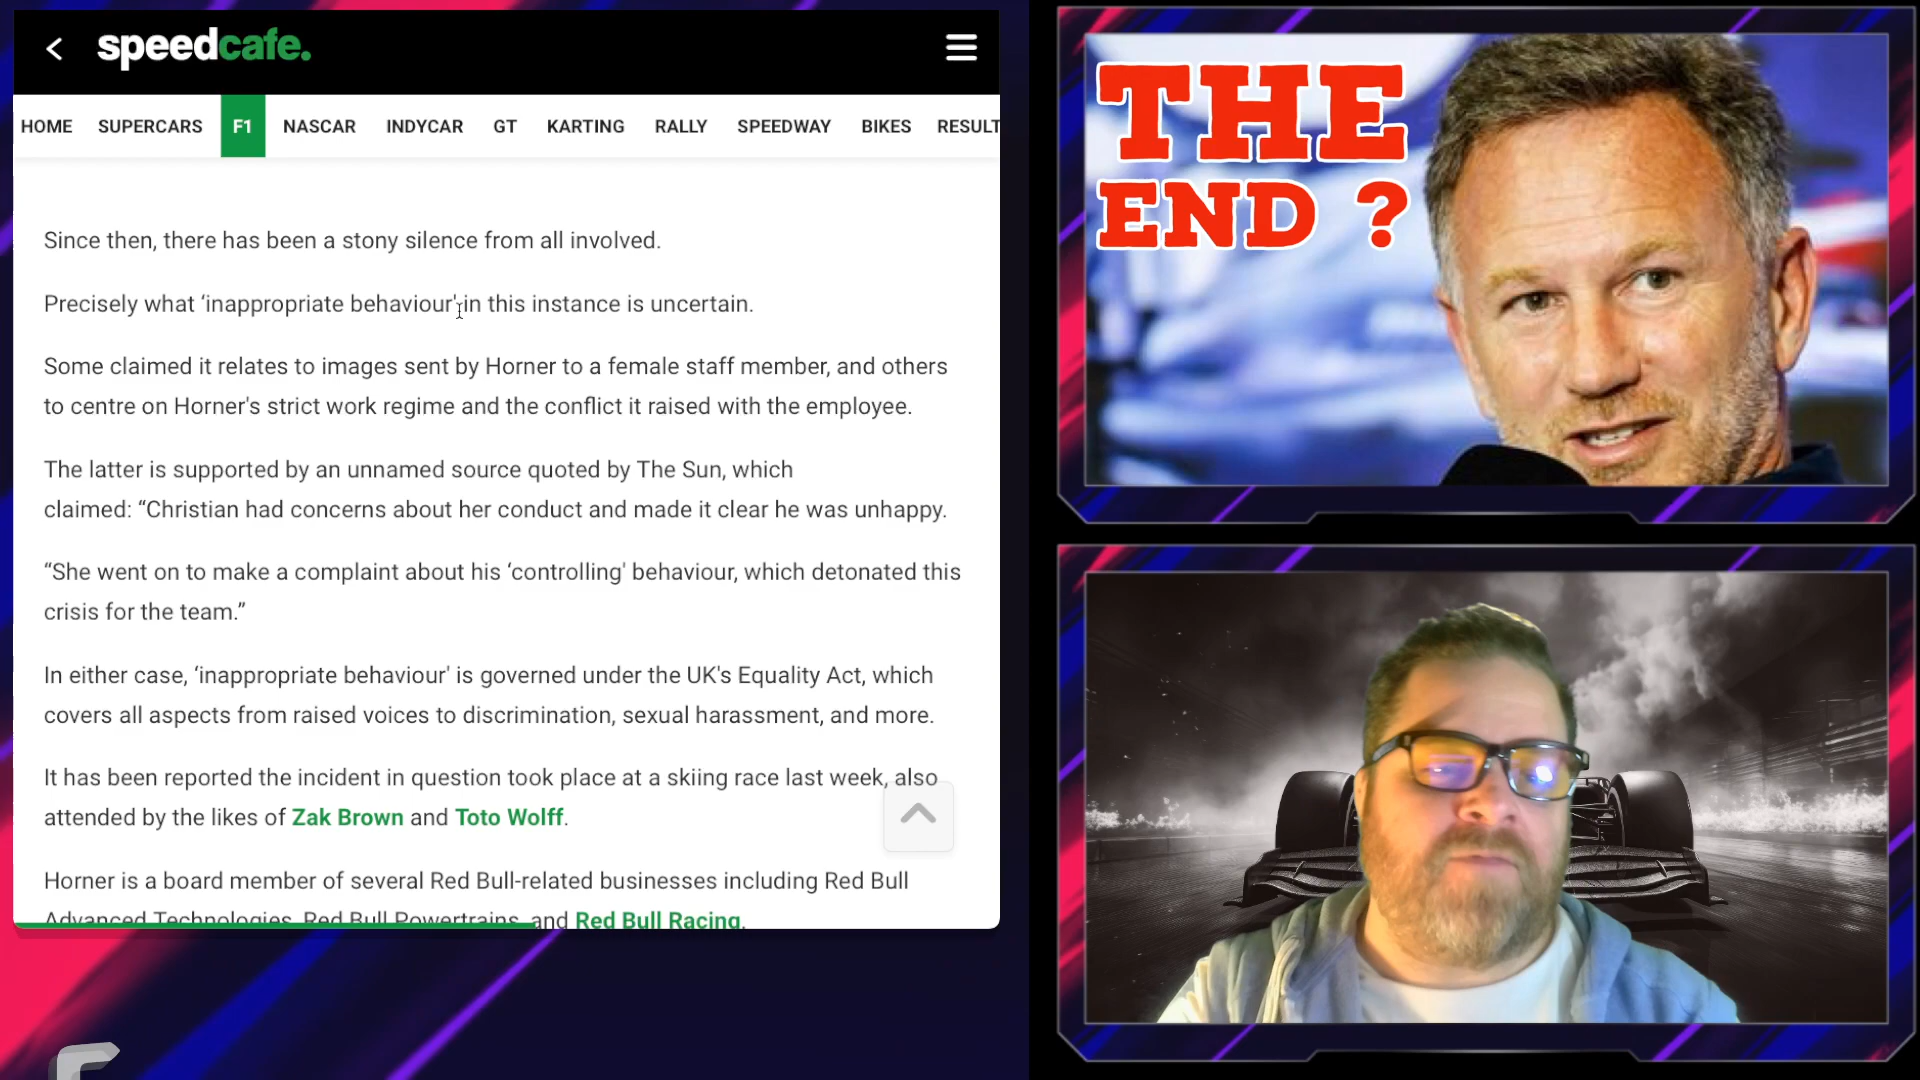 speedcafe.
HOME SUPERCARS F1 NASCAR INDYCAR GT KARTING RALLY SPEEDWAY BIKES RESULT
Since then, there has been a stony silence from all involved.
Precisely what ‘inappropriate behaviour' in this instance is uncertain.
Some claimed it relates to images sent by Horner to a female staff member, and others
to centre on Horner's strict work regime and the conflict it raised with the employee.
The latter is supported by an unnamed source quoted by The Sun, which
claimed: “Christian had concerns about her conduct and made it clear he was unhappy.
“She went on to make a complaint about his ‘controlling' behaviour, which detonated this
crisis for the team.”
In either case, ‘inappropriate behaviour' is governed under the UK's Equality Act, which
covers all aspects from raised voices to discrimination, sexual harassment, and more.
It has been reported the incident in question took place at a skiing race last week, also
attended by the likes of Zak Brown and Toto Wolff.
Horner is a board member of several Red Bull-related businesses including Red Bull
Advanced Technologies, Red Bull Powertrains, and Red Bull Racing.
THE
END ?